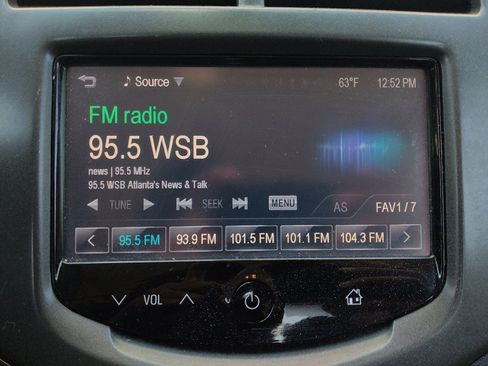 Source 63°F 12:52 PM
FM radio
95.5 WSB
news | 95.5 MHz
95.5 WSB Atlanta's News & Talk
TUNE SEEK MENU AS FAV1 / 7
95.5 FM 93.9 FM 101.5 FM 101.1 FM 104.3 FM
VOL